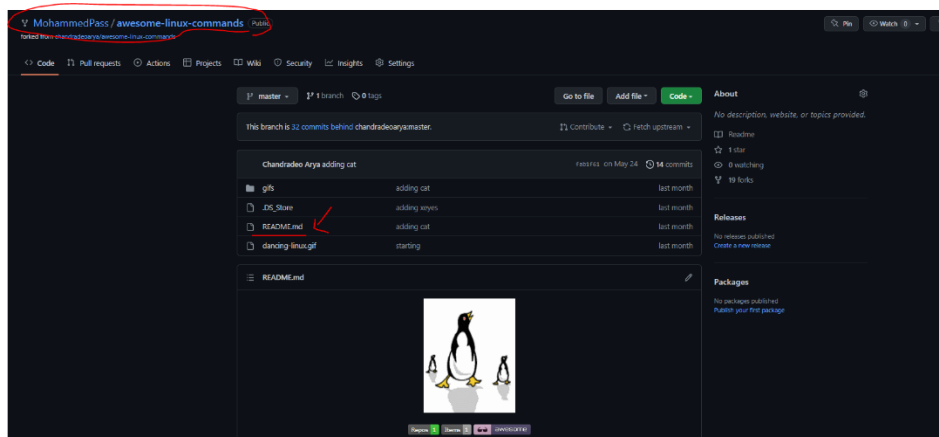 MohammedPass / awesome-linux-commands Public
forked from chandradeoarya/awesome-linux-commands
Pin
Watch 0
Code Pull requests Actions Projects Wiki Security Insights Settings
master 1 branch 0 tags
Go to file Add file Code
This branch is 32 commits behind chandradeoarya:master.
Contribute Fetch upstream
Chandradeo Arya adding cat
on May 24 14 commits
gifs adding cat last month
.DS_Store adding xeyes last month
README.md adding cat last month
dancing-linux.gif starting last month
README.md
Repos 1 Items 5 awesome
About
No description, website, or topics provided.
Readme
1 star
0 watching
19 forks
Releases
No releases published
Create a new release
Packages
No packages published
Publish your first package